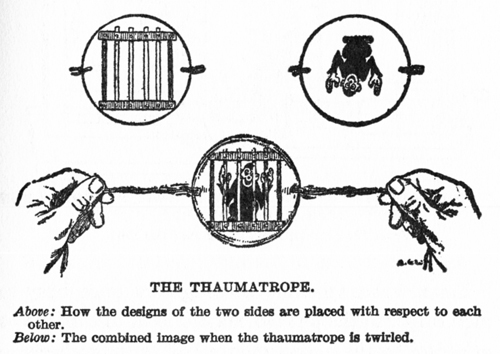 THE THAUMATROPE.
Above: How the designs of the two sides are placed with respect to each
other.
Below: The combined image when the thaumatrope is twirled.